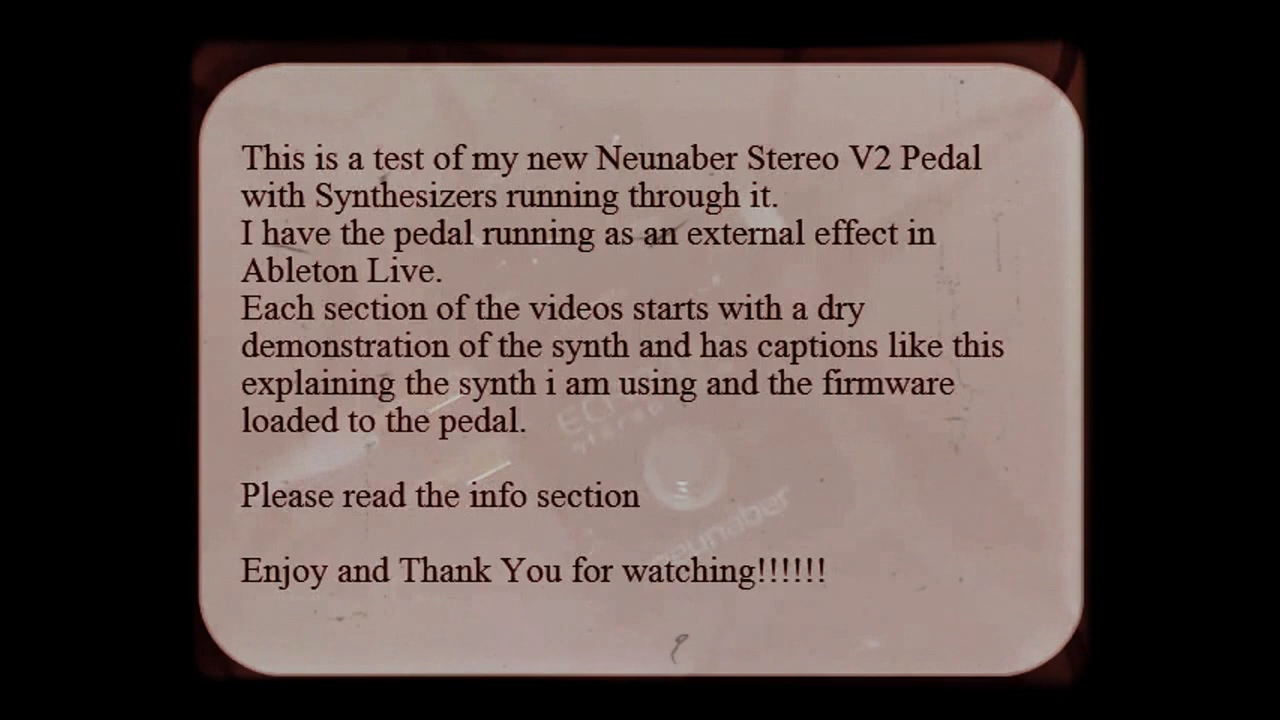 This is a test of my new Neunaber Stereo V2 Pedal
with Synthesizers running through it.
I have the pedal running as an external effect in
Ableton Live.
Each section of the videos starts with a dry
demonstration of the synth and has captions like this
explaining the synth i am using and the firmware
loaded to the pedal.
Please read the info section
Enjoy and Thank You for watching!!!!!!
neunaber